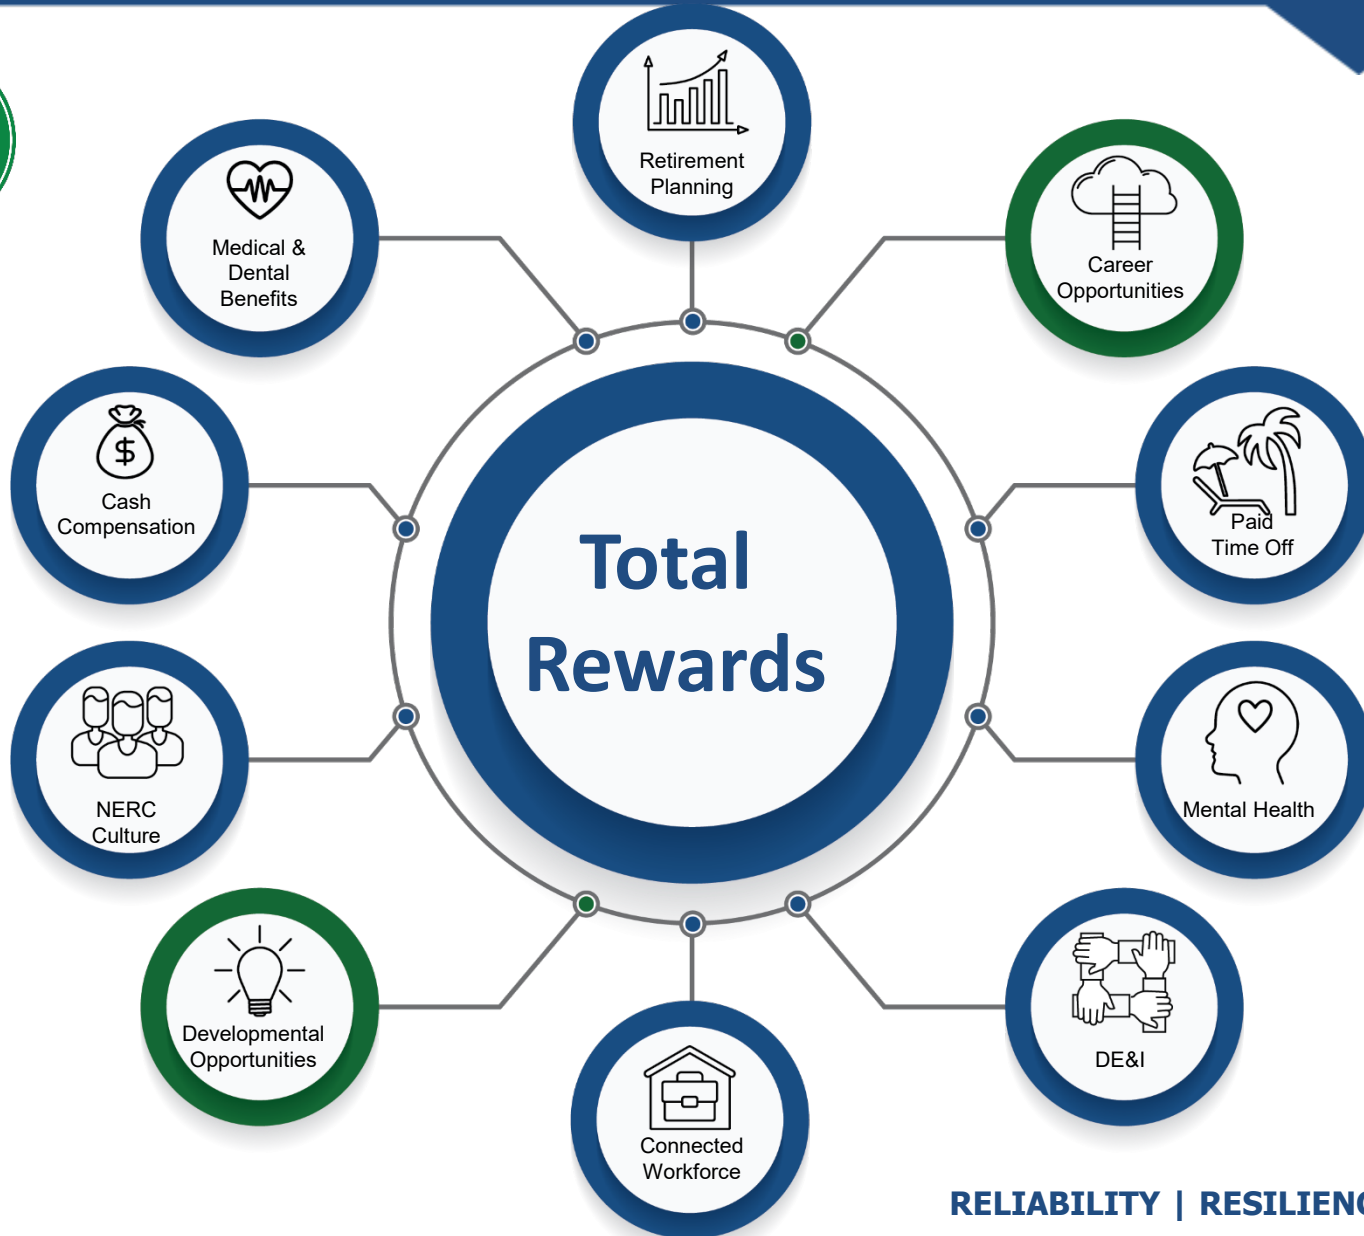 Retirement
Planning
Medical &
Dental
Benefits
Career
Opportunities
$
Cash
Compensation
Paid
Time Off
Total
Rewards
NERC
Culture
Mental Health
Developmental
Opportunities
DE&I
Connected
Workforce
RELIABILITY | RESILIENC